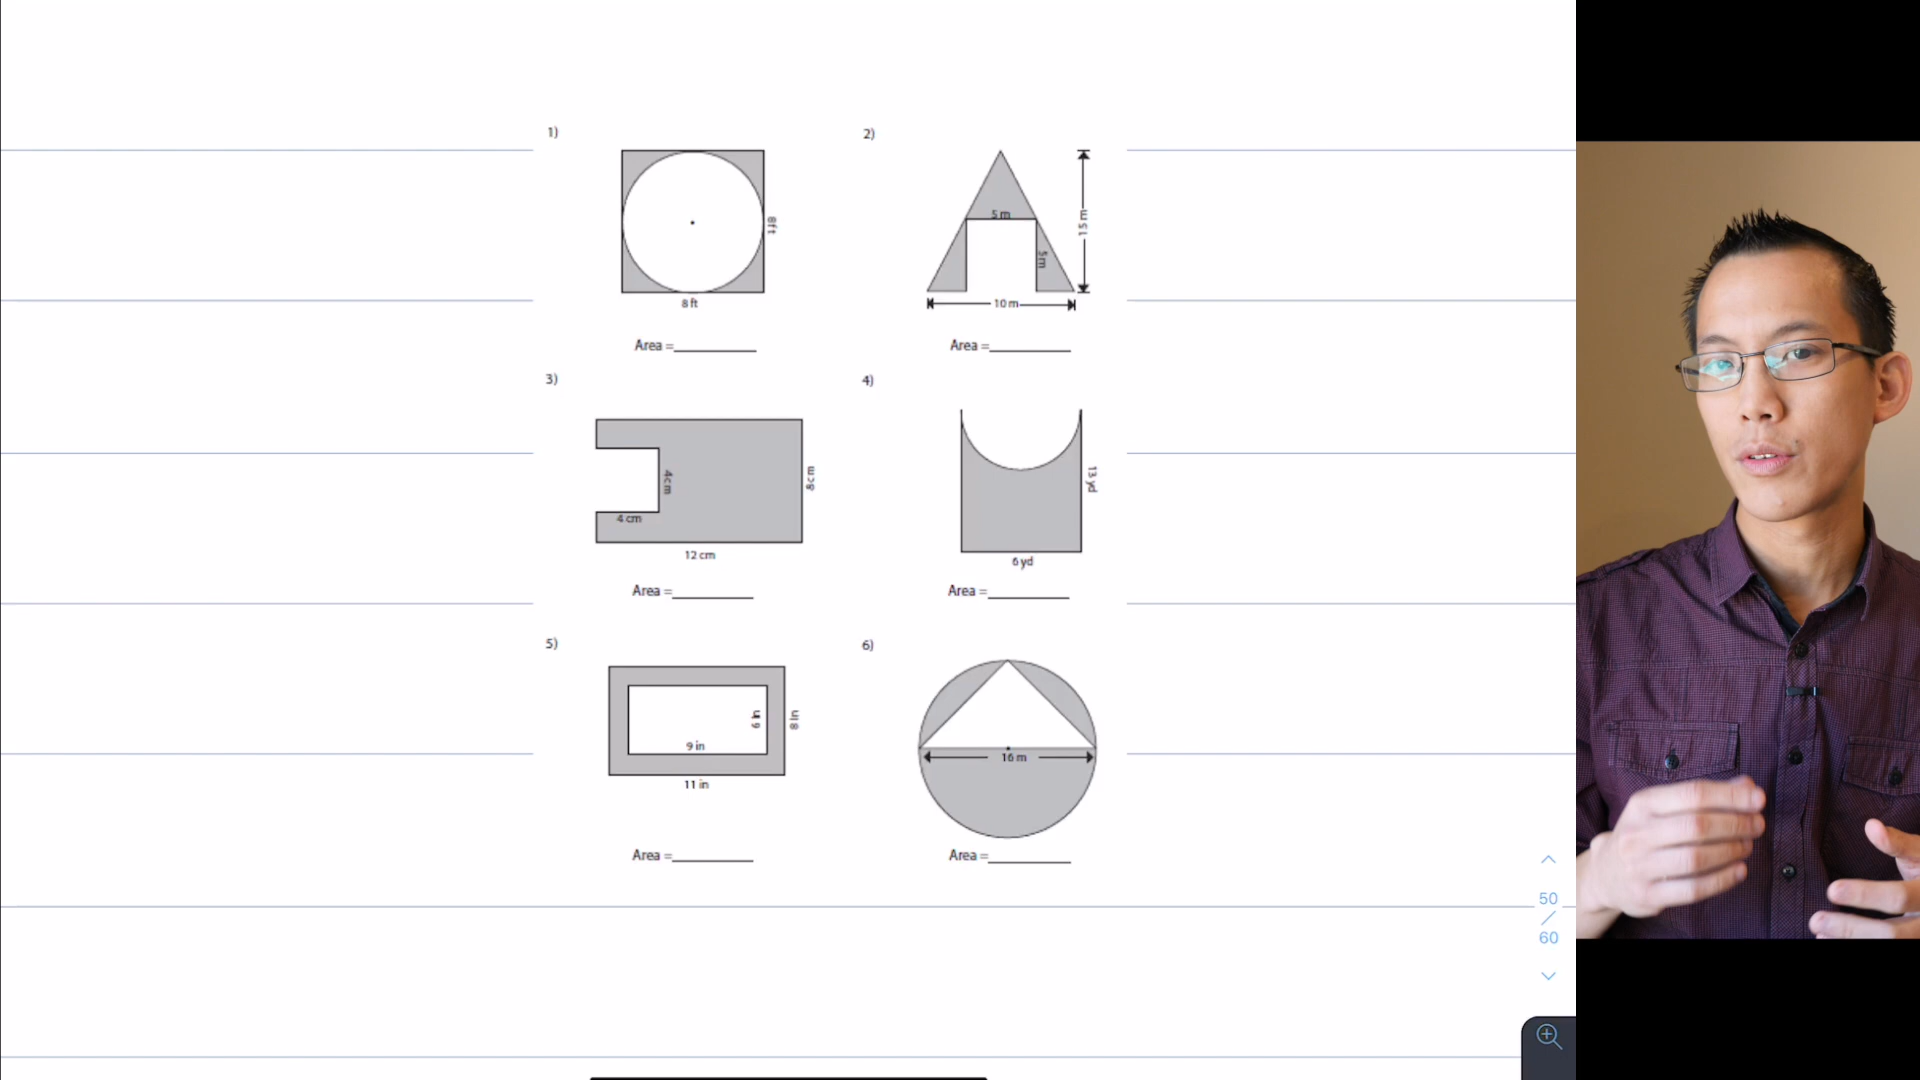 1)
8 ft
8 ft
Area =
2)
5 m
5 m
15 m
10 m
Area =
3)
4 cm
4 cm
8 cm
12 cm
Area =
4)
13 yd
6 yd
Area =
5)
6 in
8 in
9 in
11 in
Area =
6)
16 m
Area =
50
/
60